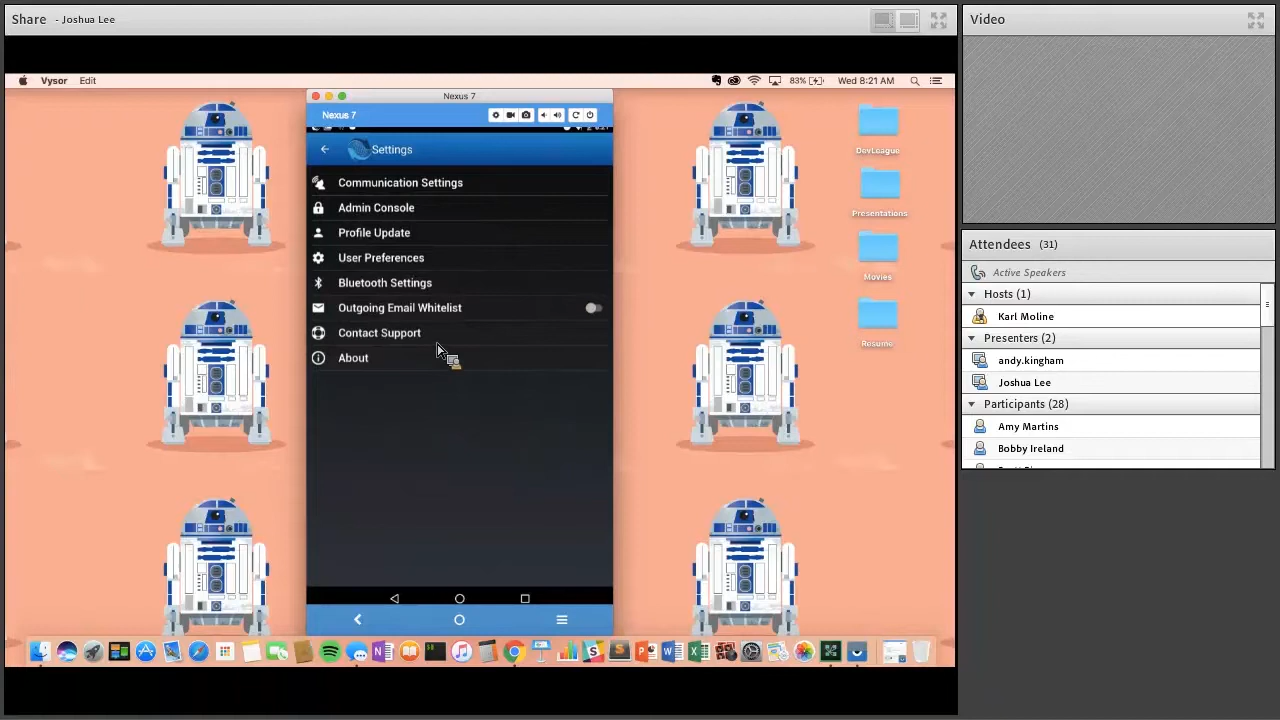 Share - Joshua Lee
Video
Vysor Edit
83%
Wed 8:21 AM
Nexus 7
Nexus 7
Settings
Communication Settings
Admin Console
Profile Update
User Preferences
Bluetooth Settings
Outgoing Email Whitelist
Contact Support
About
DevLeague
Presentations
Movies
Resume
Attendees (31)
Active Speakers
Hosts (1)
Karl Moline
Presenters (2)
andy.kingham
Joshua Lee
Participants (28)
Amy Martins
Bobby Ireland